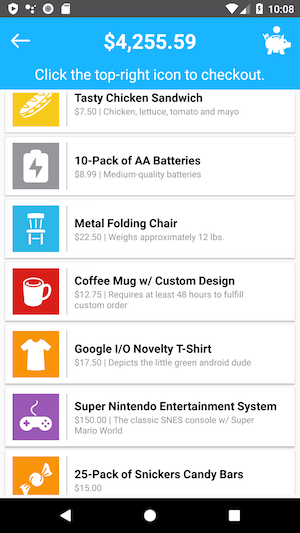 10:08
$4,255.59
Click the top-right icon to checkout.
Tasty Chicken Sandwich
$7.50 | Chicken, lettuce, tomato and mayo
10-Pack of AA Batteries
$8.99 | Medium-quality batteries
Metal Folding Chair
$22.50 | Weighs approximately 12 lbs.
Coffee Mug w/ Custom Design
$12.75 | Requires at least 48 hours to fulfill
custom order
Google I/O Novelty T-Shirt
$17.50 | Depicts the little green android dude
Super Nintendo Entertainment System
$150.00 | The classic SNES console w/ Super
Mario World
25-Pack of Snickers Candy Bars
$15.00